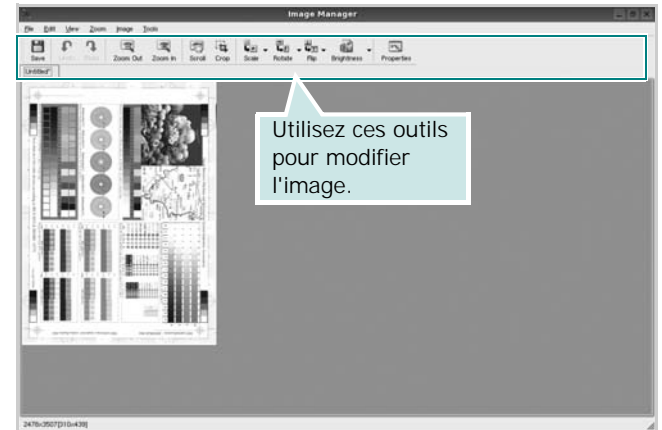 Image Manager
File Edit View Zoom Image Tools
Save Undo Zoom Out Zoom In Scroll Crop Scale Rotate Flip Brightness Properties
Untitled*
Utilisez ces outils
pour modifier
l'image.